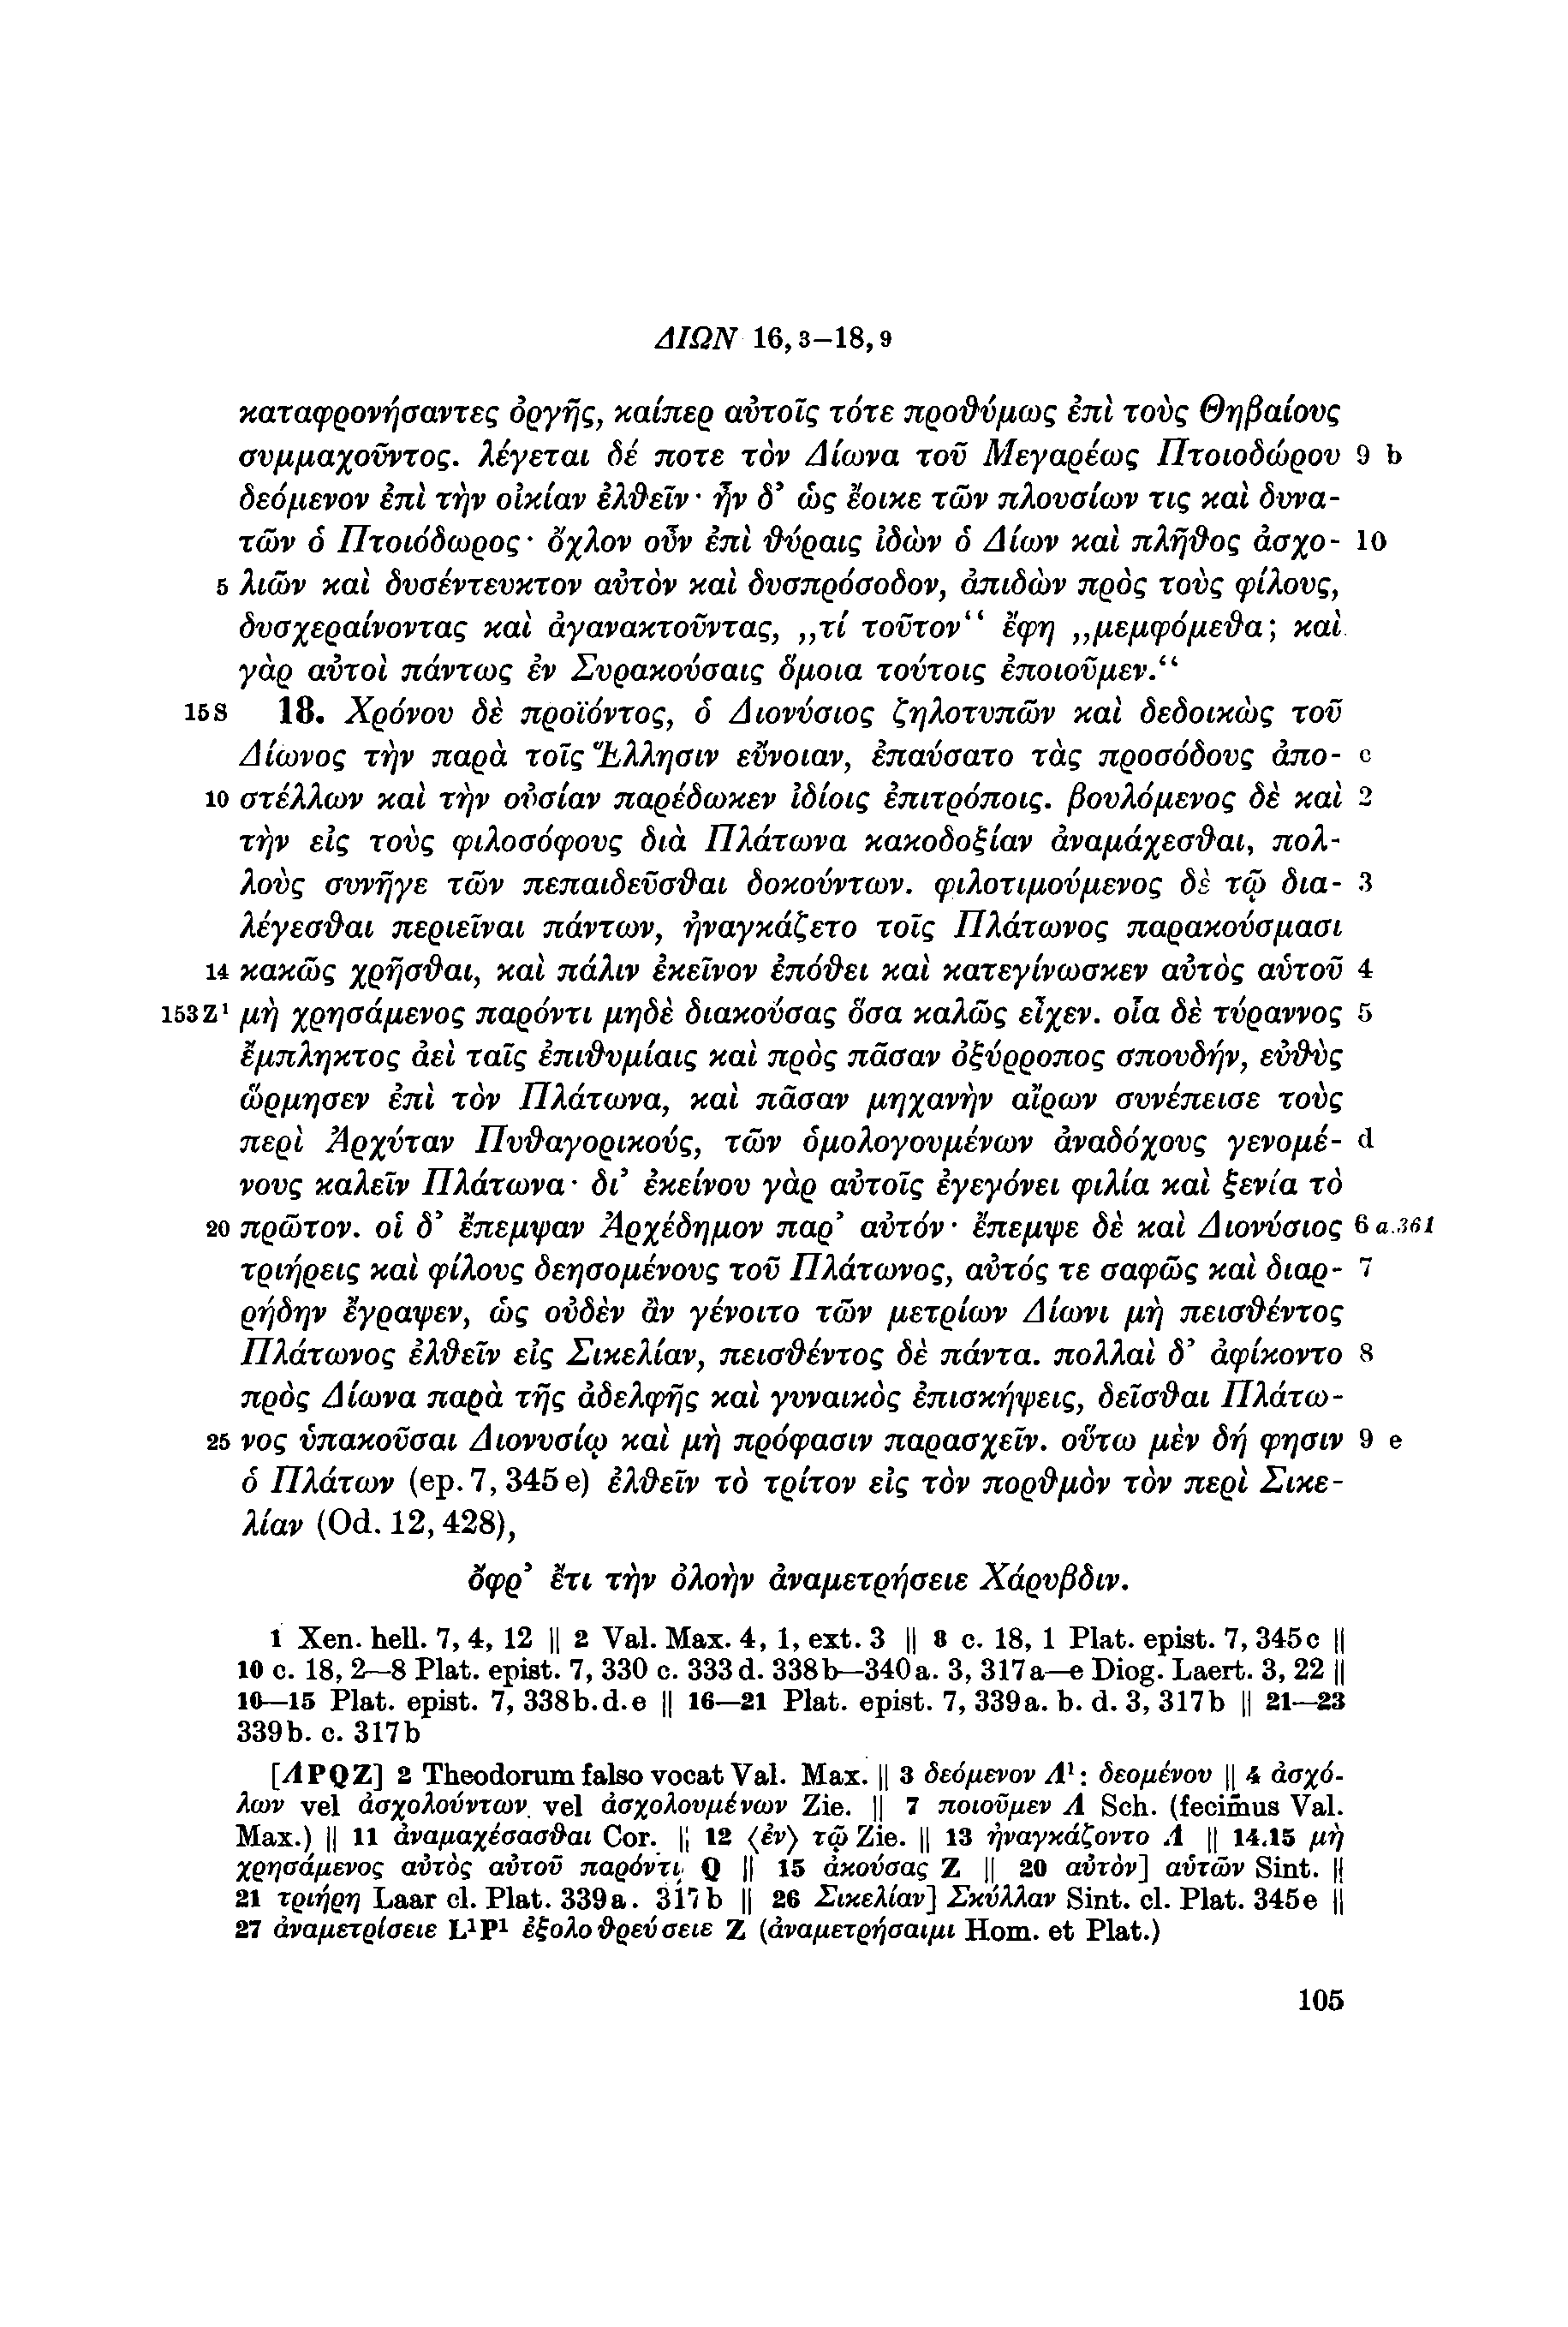 ΔΙΩΝ 16,3–18,9
καταφρονήσαντες ὀργῆς, καίπερ αὐτοῖς τότε προϑύμως ἐπὶ τοὺς Θηβαίους
συμμαχοῦντος. λέγεται δέ ποτε τὸν Δίωνα τοῦ Μεγαρέως Πτοιοδώρου 9 b
δεόμενον ἐπὶ τὴν οἰκίαν ἐλϑεῖν· ἦν δ’ ὡς ἔοικε τῶν πλουσίων τις καὶ δυνα-
τῶν ὁ Πτοιόδωρος· ὄχλον οὖν ἐπὶ ϑύραις ἰδὼν ὁ Δίων καὶ πλῆϑος ἀσχο- 10
5 λιῶν καὶ δυσέντευκτον αὐτὸν καὶ δυσπρόσοδον, ἀπιδὼν πρὸς τοὺς φίλους,
δυσχεραίνοντας καὶ ἀγανακτοῦντας, „τί τοῦτον“ ἔφη „μεμφόμεϑα; καὶ
γὰρ αὐτοὶ πάντως ἐν Συρακούσαις ὅμοια τούτοις ἐποιοῦμεν.“
15 S 18. Χρόνου δὲ προϊόντος, ὁ Διονύσιος ζηλοτυπῶν καὶ δεδοικὼς τοῦ
Δίωνος τὴν παρὰ τοῖς Ἕλλησιν εὔνοιαν, ἐπαύσατο τὰς προσόδους ἀπο- c
10 στέλλων καὶ τὴν οὐσίαν παρέδωκεν ἰδίοις ἐπιτρόποις. βουλόμενος δὲ καὶ 2
τὴν εἰς τοὺς φιλοσόφους διὰ Πλάτωνα κακοδοξίαν ἀναμάχεσϑαι, πολ-
λοὺς συνῆγε τῶν πεπαιδεῦσϑαι δοκούντων. φιλοτιμούμενος δὲ τῷ δια- 3
λέγεσϑαι περιεῖναι πάντων, ἠναγκάζετο τοῖς Πλάτωνος παρακούσμασι
14 κακῶς χρῆσϑαι, καὶ πάλιν ἐκεῖνον ἐπόϑει καὶ κατεγίνωσκεν αὐτὸς αὑτοῦ 4
153 Z¹ μὴ χρησάμενος παρόντι μηδὲ διακούσας ὅσα καλῶς εἶχεν. οἷα δὲ τύραννος 5
ἔμπληκτος ἀεὶ ταῖς ἐπιϑυμίαις καὶ πρὸς πᾶσαν ὀξύρροπος σπουδήν, εὐϑὺς
ὥρμησεν ἐπὶ τὸν Πλάτωνα, καὶ πᾶσαν μηχανὴν αἴρων συνέπεισε τοὺς
περὶ Ἀρχύταν Πυϑαγορικούς, τῶν ὁμολογουμένων ἀναδόχους γενομέ- d
νους καλεῖν Πλάτωνα· δι’ ἐκείνου γὰρ αὐτοῖς ἐγεγόνει φιλία καὶ ξενία τὸ
20 πρῶτον. οἱ δ’ ἔπεμψαν Ἀρχέδημον παρ’ αὐτόν· ἔπεμψε δὲ καὶ Διονύσιος 6 a.361
τριήρεις καὶ φίλους δεησομένους τοῦ Πλάτωνος, αὐτός τε σαφῶς καὶ διαρ- 7
ρήδην ἔγραψεν, ὡς οὐδὲν ἂν γένοιτο τῶν μετρίων Δίωνι μὴ πεισϑέντος
Πλάτωνος ἐλϑεῖν εἰς Σικελίαν, πεισϑέντος δὲ πάντα. πολλαὶ δ’ ἀφίκοντο 8
πρὸς Δίωνα παρὰ τῆς ἀδελφῆς καὶ γυναικὸς ἐπισκήψεις, δεῖσϑαι Πλάτω-
25 νος ὑπακοῦσαι Διονυσίῳ καὶ μὴ πρόφασιν παρασχεῖν. οὕτω μὲν δή φησιν 9 e
ὁ Πλάτων (ep. 7, 345 e) ἐλϑεῖν τὸ τρίτον εἰς τὸν πορϑμὸν τὸν περὶ Σικε-
λίαν (Od. 12, 428),
ὄφρ’ ἔτι τὴν ὀλοὴν ἀναμετρήσειε Χάρυβδιν.
1 Xen. hell. 7, 4, 12 || 2 Val. Max. 4, 1, ext. 3 || 8 c. 18, 1 Plat. epist. 7, 345c ||
10 c. 18, 2—8 Plat. epist. 7, 330 c. 333 d. 338b—340a. 3, 317a—e Diog. Laert. 3, 22 ||
10—15 Plat. epist. 7, 338b.d.e || 16—21 Plat. epist. 7, 339a. b. d. 3, 317b || 21—23
339b. c. 317b
[ΛPQZ] 2 Theodorum falso vocat Val. Max. || 3 δεόμενον Λ¹: δεομένου || 4 ἀσχό-
λων vel ἀσχολούντων vel ἀσχολουμένων Zie. || 7 ποιοῦμεν Λ Sch. (fecimus Val.
Max.) || 11 ἀναμαχέσασϑαι Cor. || 12 ⟨ἐν⟩ τῷ Zie. || 13 ἠναγκάζοντο Λ || 14.15 μὴ
χρησάμενος αὐτὸς αὑτοῦ παρόντι Q || 15 ἀκούσας Z || 20 αὐτὸν] αὑτῶν Sint. ||
21 τριήρη Laar cl. Plat. 339a. 317b || 26 Σικελίαν] Σκύλλαν Sint. cl. Plat. 345e ||
27 ἀναμετρίσειε L¹P¹ ἐξολοϑρεύσειε Z (ἀναμετρήσαιμι Hom. et Plat.)
105